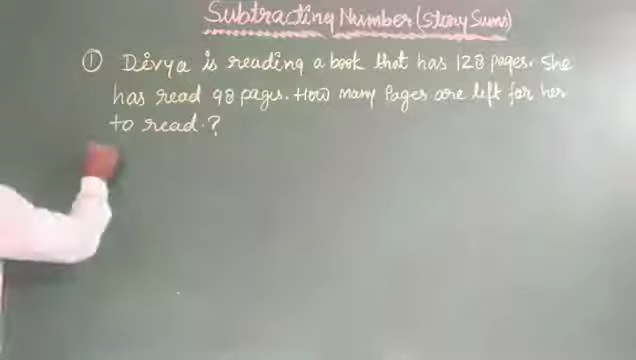 Subtracting Number (Story Sums)
① Divya is reading a book that has 128 pages. She
has read 98 pages. How many Pages are left for her
to read.?